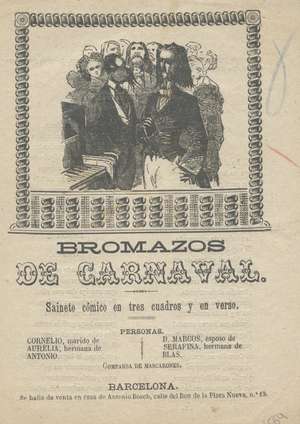 BROMAZOS
DE CARNAVAL.
Sainete cómico en tres cuadros y en verso.
PERSONAS.
CORNELIO, marido de
AURELIA; hermana de
ANTONIO.
D. MARCOS, esposo de
SERAFINA, hermana de
BLAS.
COMPARSA DE MASCARONES.
BARCELONA.
Se halla de venta en casa de Antonio Bosch, calle del Bou de la Plaza Nueva, n.º 13.